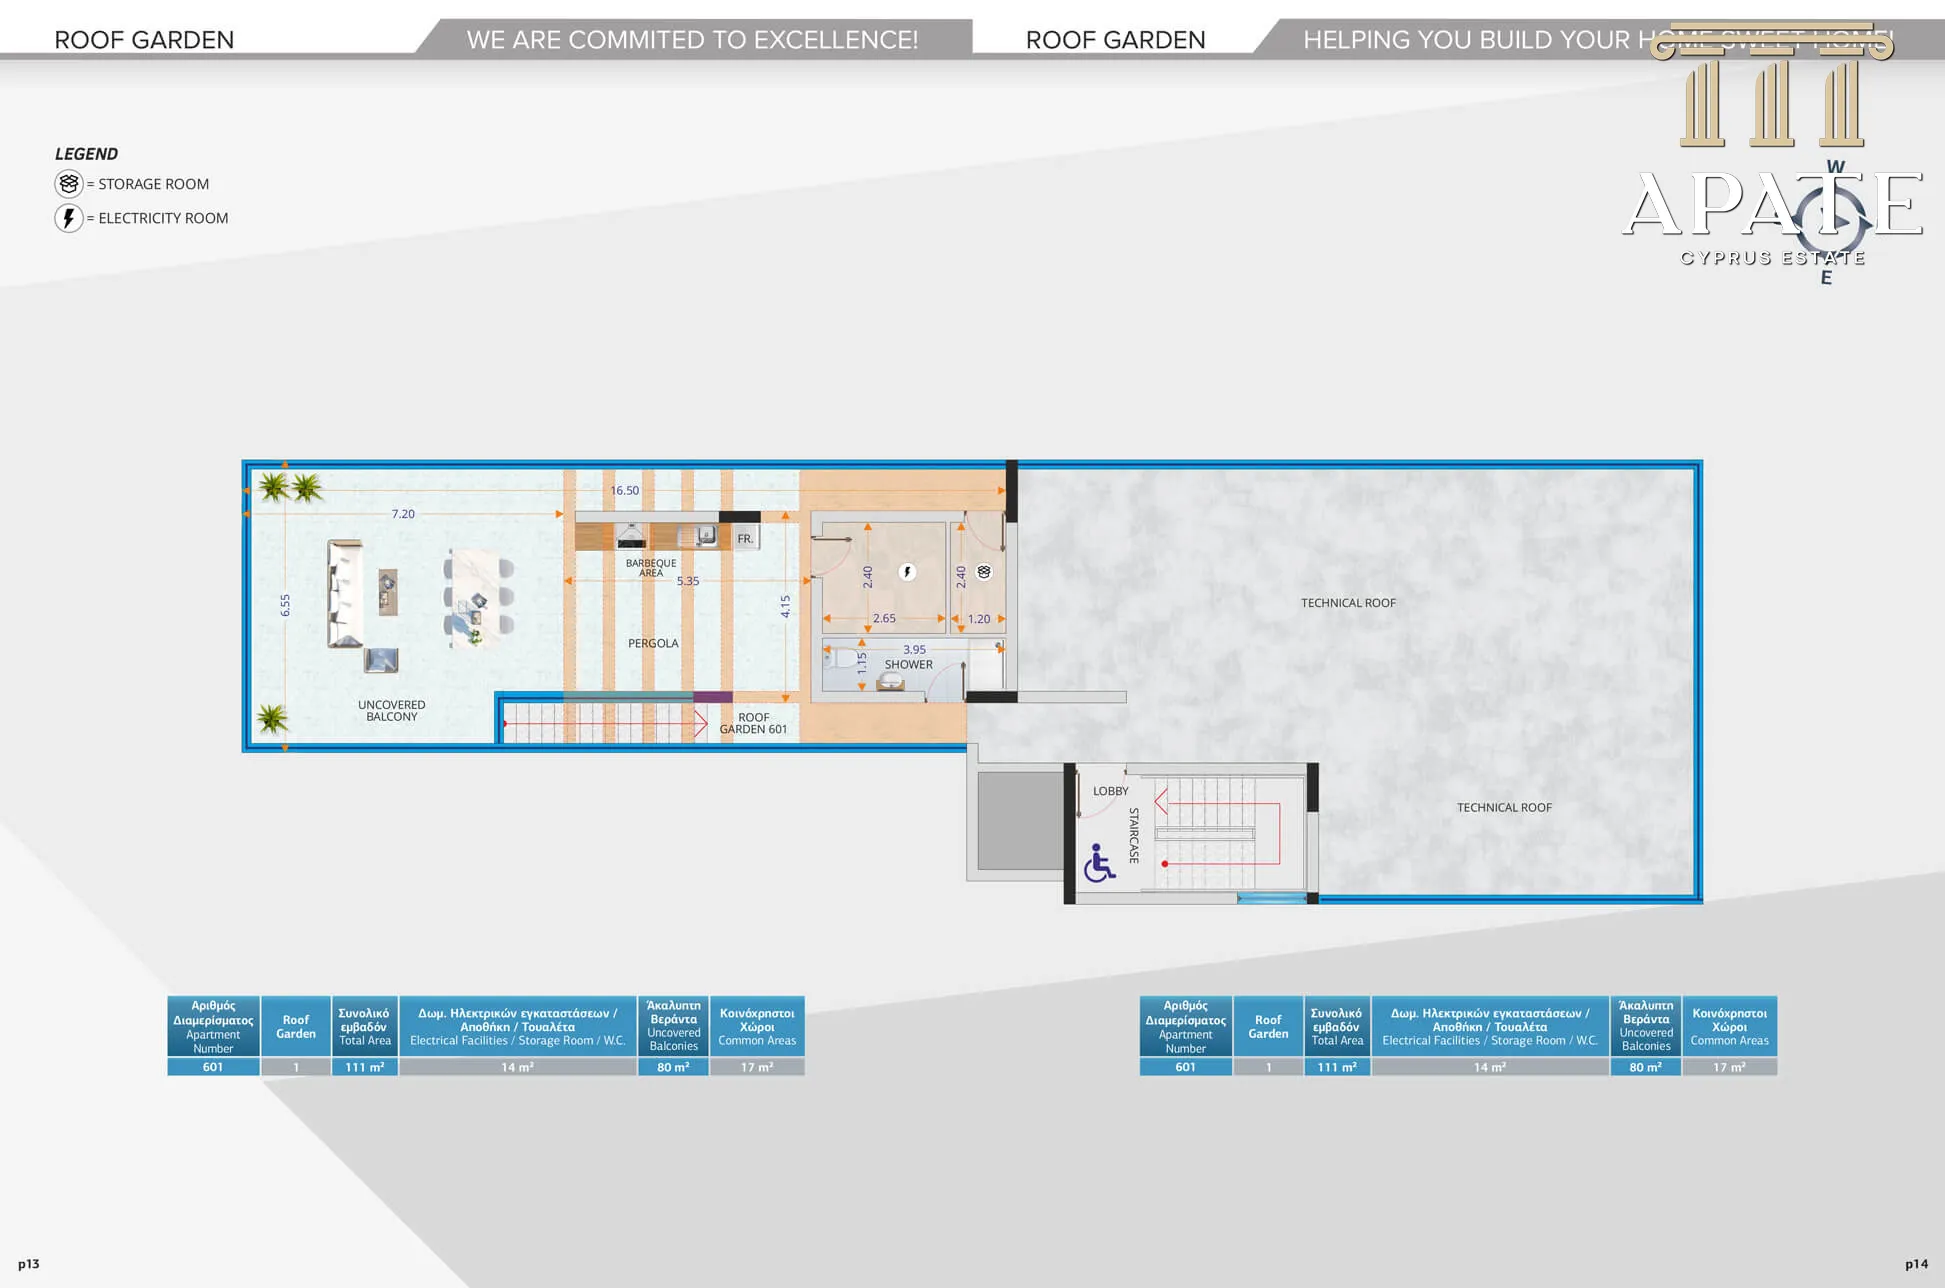 ROOF GARDEN
WE ARE COMMITED TO EXCELLENCE!
ROOF GARDEN
HELPING YOU BUILD YOUR HOME SWEET HOME!
LEGEND
= STORAGE ROOM
= ELECTRICITY ROOM
W
APATE
CYPRUS ESTATE
E
16.50
7.20
6.55
FR.
BARBEQUE
AREA
5.35
4.15
PERGOLA
2.40
2.65
2.40
1.20
3.95
1.15
SHOWER
UNCOVERED
BALCONY
ROOF
GARDEN 601
TECHNICAL ROOF
TECHNICAL ROOF
LOBBY
STAIRCASE
Αριθμός
Διαμερίσματος
Apartment
Number
Roof
Garden
Συνολικό
εμβαδόν
Total Area
Δωμ. Ηλεκτρικών εγκαταστάσεων /
Αποθήκη / Τουαλέτα
Electrical Facilities / Storage Room / W.C.
Άκαλυπτη
Βεράντα
Uncovered
Balconies
Κοινόχρηστοι
Χώροι
Common Areas
601 1 111 m² 14 m² 80 m² 17 m²
Αριθμός
Διαμερίσματος
Apartment
Number
Roof
Garden
Συνολικό
εμβαδόν
Total Area
Δωμ. Ηλεκτρικών εγκαταστάσεων /
Αποθήκη / Τουαλέτα
Electrical Facilities / Storage Room / W.C.
Άκαλυπτη
Βεράντα
Uncovered
Balconies
Κοινόχρηστοι
Χώροι
Common Areas
601 1 111 m² 14 m² 80 m² 17 m²
p13
p14